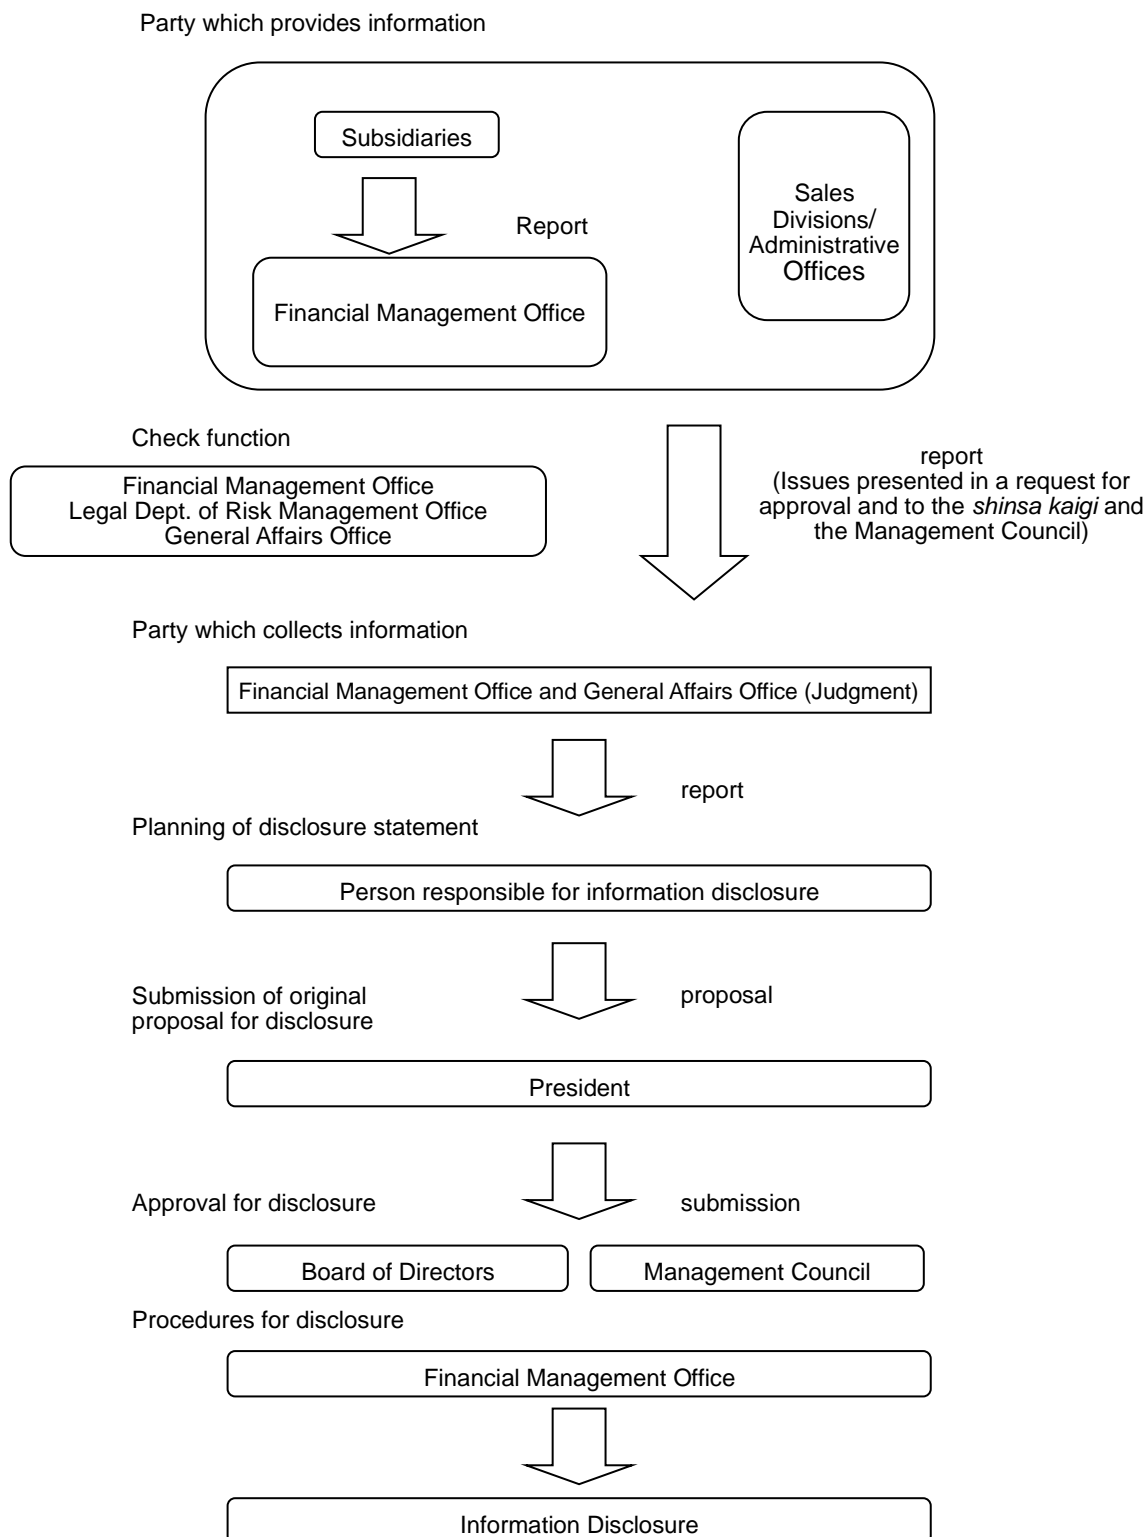 Party which provides information
Subsidiaries
Report
Financial Management Office
Sales
Divisions/
Administrative
Offices
Check function
Financial Management Office
Legal Dept. of Risk Management Office
General Affairs Office
report
(Issues presented in a request for
approval and to the shinsa kaigi and
the Management Council)
Party which collects information
Financial Management Office and General Affairs Office (Judgment)
report
Planning of disclosure statement
Person responsible for information disclosure
Submission of original
proposal for disclosure
proposal
President
Approval for disclosure
submission
Board of Directors
Management Council
Procedures for disclosure
Financial Management Office
Information Disclosure